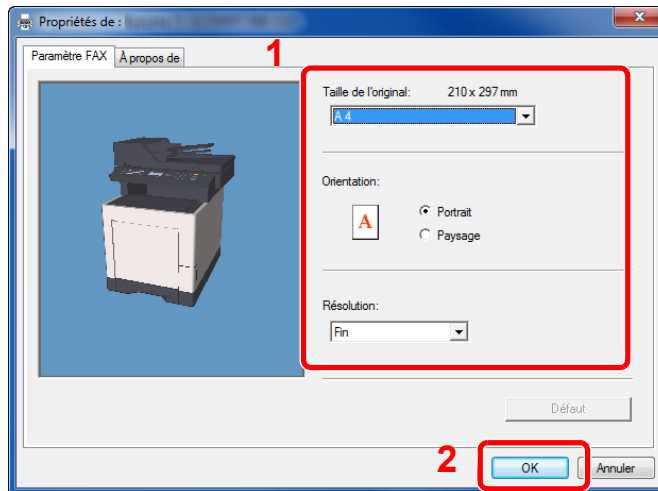 Propriétés de :
Paramètre FAX À propos de
1
Taille de l'original: 210 x 297 mm
A 4
Orientation:
A
Portrait
Paysage
Résolution:
Fin
Défaut
2
OK Annuler